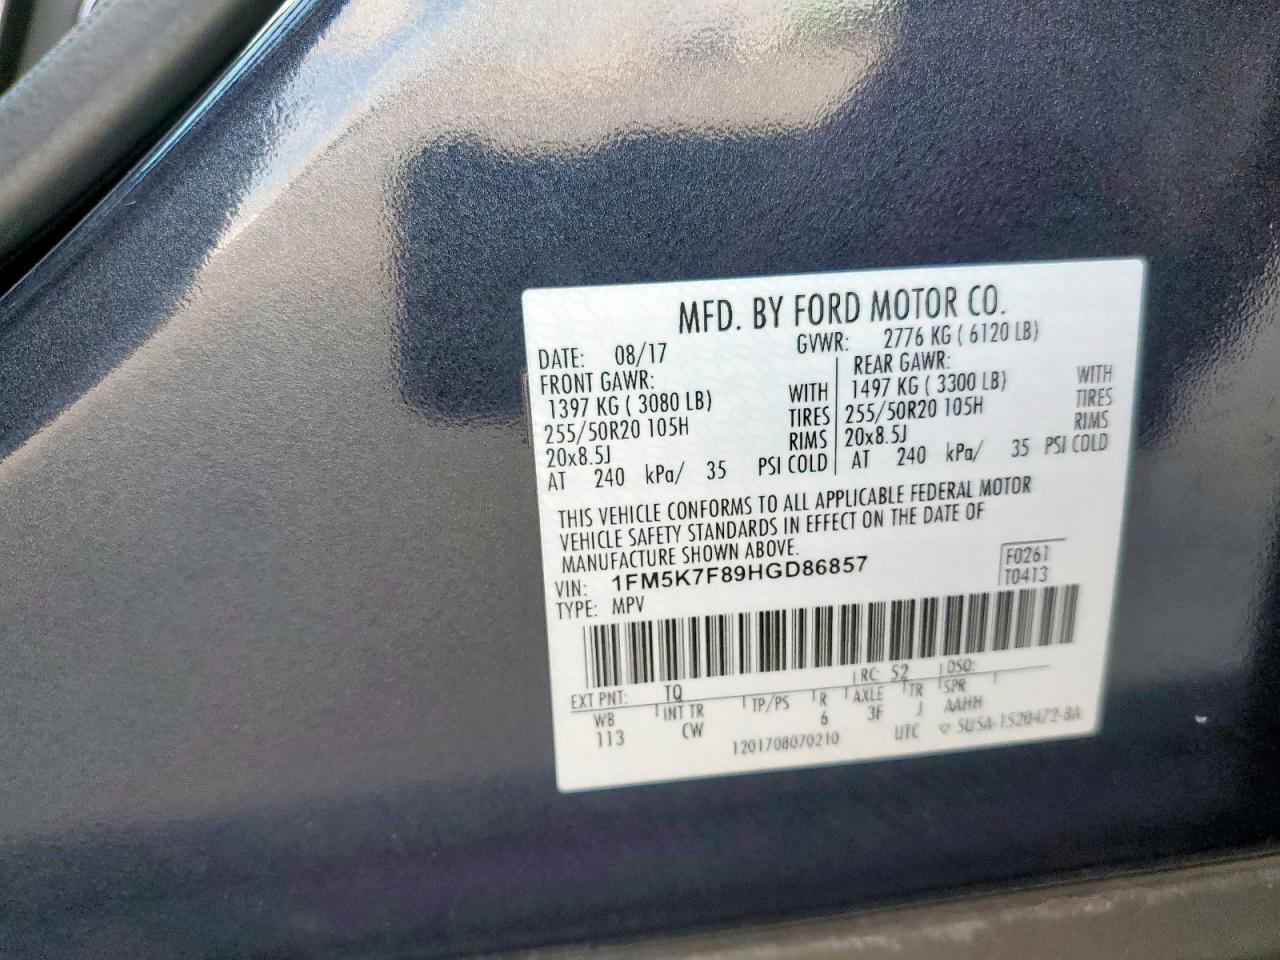 MFD. BY FORD MOTOR CO.
DATE: 08/17 GVWR: 2776 KG ( 6120 LB)
FRONT GAWR: REAR GAWR:
1397 KG ( 3080 LB) WITH 1497 KG ( 3300 LB) WITH
255/50R20 105H TIRES 255/50R20 105H TIRES
20x8.5J RIMS 20x8.5J RIMS
AT 240 kPa/ 35 PSI COLD AT 240 kPa/ 35 PSI COLD
THIS VEHICLE CONFORMS TO ALL APPLICABLE FEDERAL MOTOR
VEHICLE SAFETY STANDARDS IN EFFECT ON THE DATE OF
MANUFACTURE SHOWN ABOVE.
VIN: 1FM5K7F89HGD86857 F0261
TYPE: MPV T0413
EXT PNT: TQ RC: 52 DSO:
WB INT TR TP/PS R AXLE TR SPR
113 CW 6 3F J AAHH
1201708070210 UTC ▽ SU5A-1520472-BA